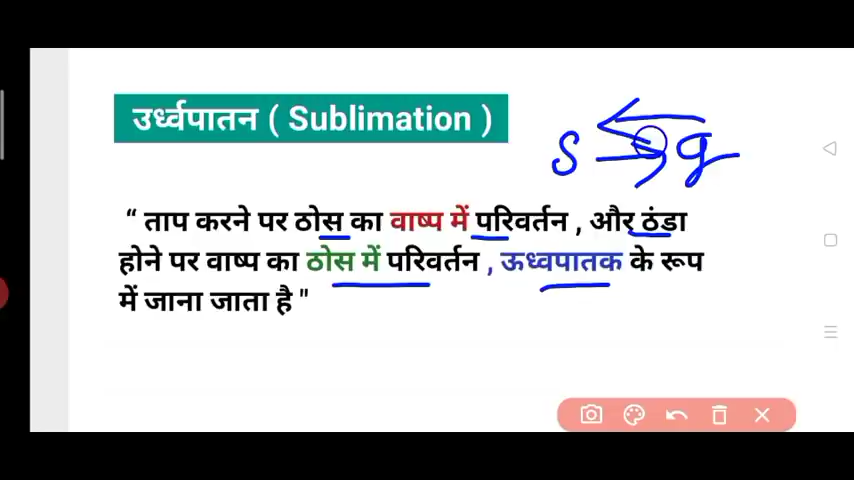 उर्ध्वपातन ( Sublimation )
s ⇌ g
“ ताप करने पर ठोस का वाष्प में परिवर्तन , और ठंडा
होने पर वाष्प का ठोस में परिवर्तन , ऊध्वपातक के रूप
में जाना जाता है "